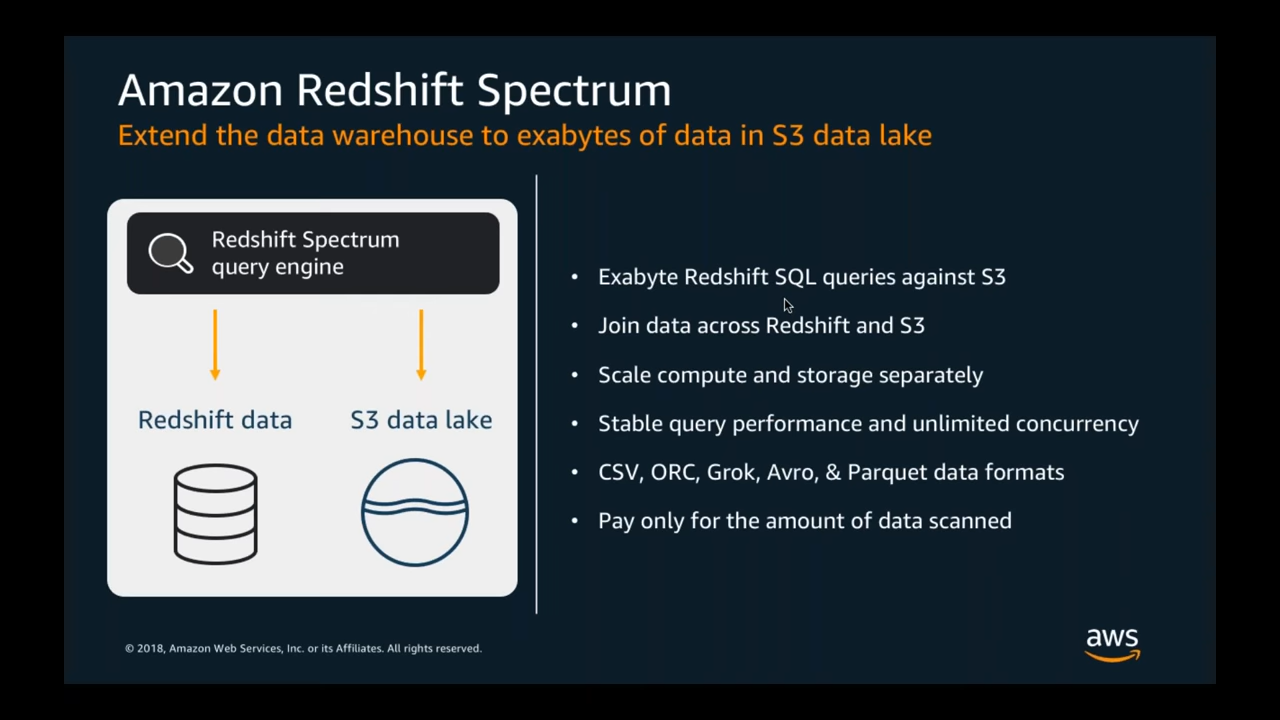 Amazon Redshift Spectrum
Extend the data warehouse to exabytes of data in S3 data lake
Redshift Spectrum
query engine
Redshift data
S3 data lake
• Exabyte Redshift SQL queries against S3
• Join data across Redshift and S3
• Scale compute and storage separately
• Stable query performance and unlimited concurrency
• CSV, ORC, Grok, Avro, & Parquet data formats
• Pay only for the amount of data scanned
© 2018, Amazon Web Services, Inc. or its Affiliates. All rights reserved.
aws